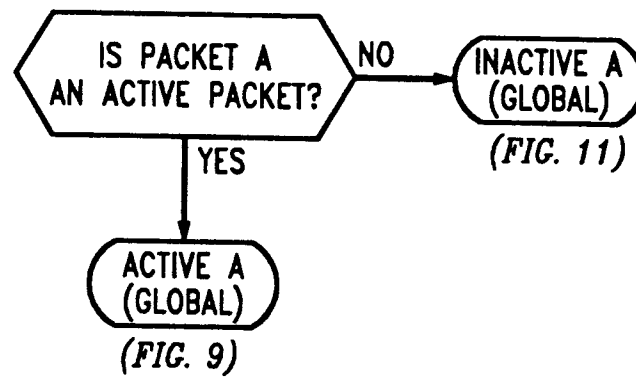 IS PACKET A
AN ACTIVE PACKET?
NO
INACTIVE A
(GLOBAL)
(FIG. 11)
YES
ACTIVE A
(GLOBAL)
(FIG. 9)